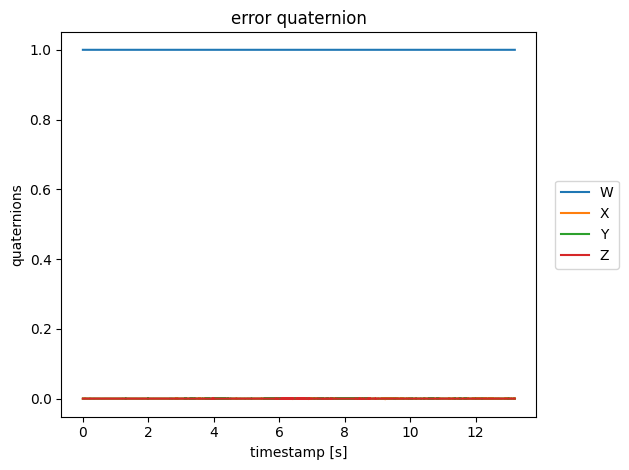 error quaternion
1.0
0.8
0.6
0.4
0.2
0.0
quaternions
0 2 4 6 8 10 12
timestamp [s]
W
X
Y
Z